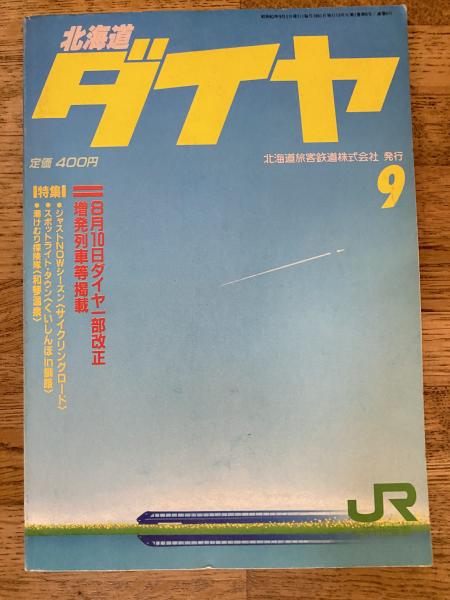 北海道
ダイヤ
定価 400円
北海道旅客鉄道株式会社 発行
9
8月10日ダイヤ一部改正
増発列車等掲載
特集
●ジャストNOWシーズン〈サイクリングロード〉
●スポットライト・タウン〈くいしんぼin釧路〉
●湯けむり探険隊〈和琴温泉〉
JR